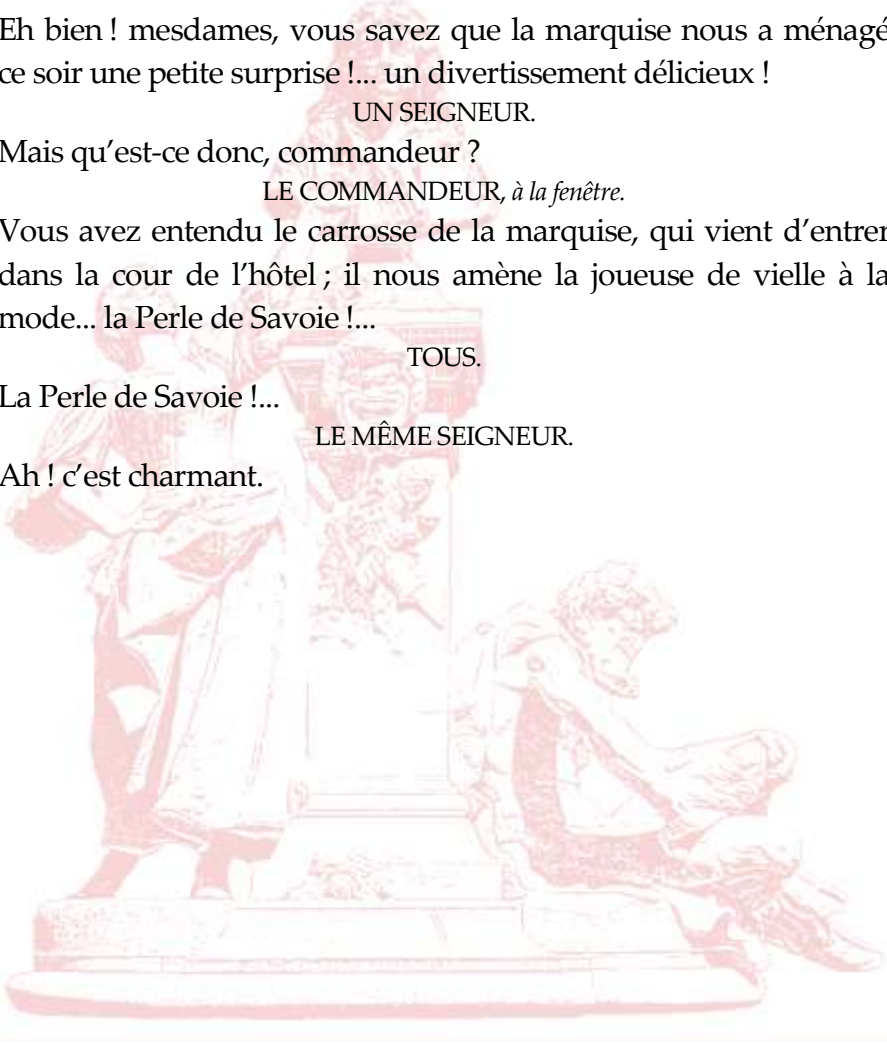 Eh bien ! mesdames, vous savez que la marquise nous a ménagé
ce soir une petite surprise !... un divertissement délicieux !
UN SEIGNEUR.
Mais qu’est-ce donc, commandeur ?
LE COMMANDEUR, à la fenêtre.
Vous avez entendu le carrosse de la marquise, qui vient d’entrer
dans la cour de l’hôtel ; il nous amène la joueuse de vielle à la
mode... la Perle de Savoie !...
TOUS.
La Perle de Savoie !...
LE MÊME SEIGNEUR.
Ah ! c’est charmant.